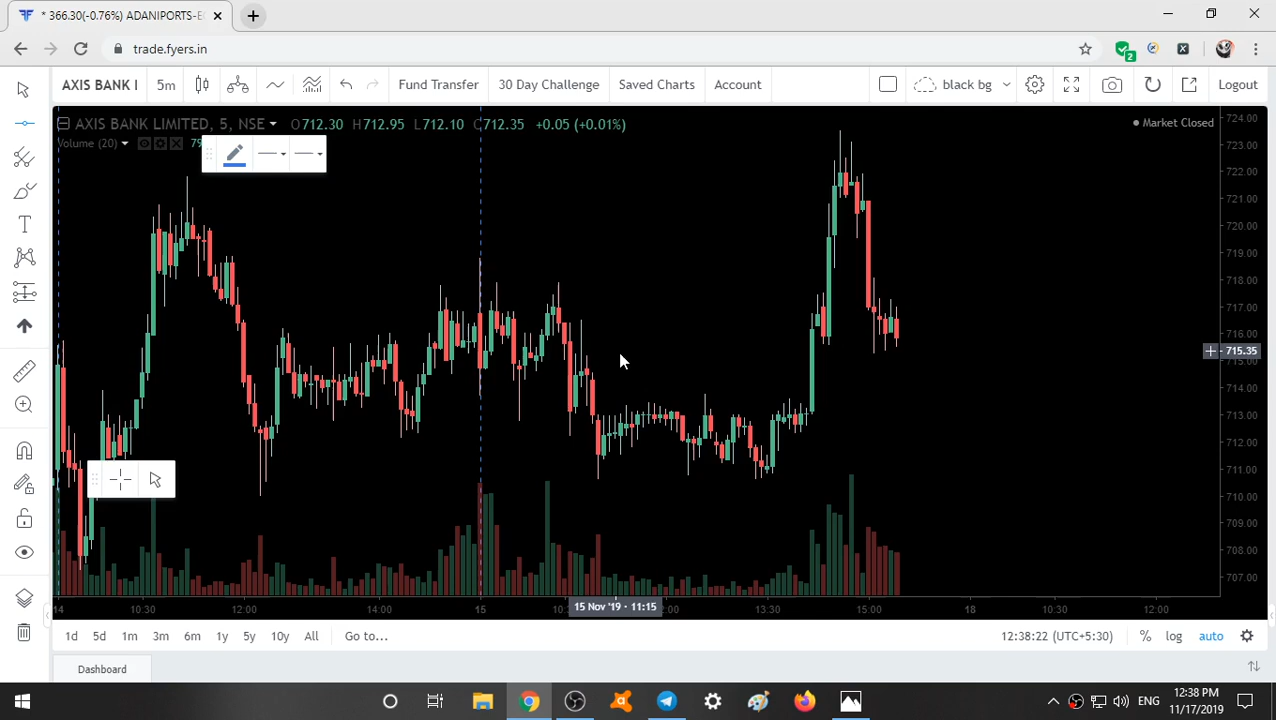 * 366.30(-0.76%) ADANIPORTS-E
trade.fyers.in
2
AXIS BANK I 5m Fund Transfer 30 Day Challenge Saved Charts Account black bg Logout
AXIS BANK LIMITED, 5, NSE O712.30 H712.95 L712.10 C712.35 +0.05 (+0.01%)
Market Closed
Volume (20)
T
724.00
723.00
722.00
721.00
720.00
719.00
718.00
717.00
716.00
715.35
715.00
714.00
713.00
712.00
711.00
710.00
709.00
708.00
707.00
15 Nov '19 · 11:15
14 10:30 12:00 14:00 15 13:30 15:00 18 10:30 12:00
1d 5d 1m 3m 6m 1y 5y 10y All Go to... 12:38:22 (UTC+5:30) % log auto
Dashboard
ENG
12:38 PM
11/17/2019